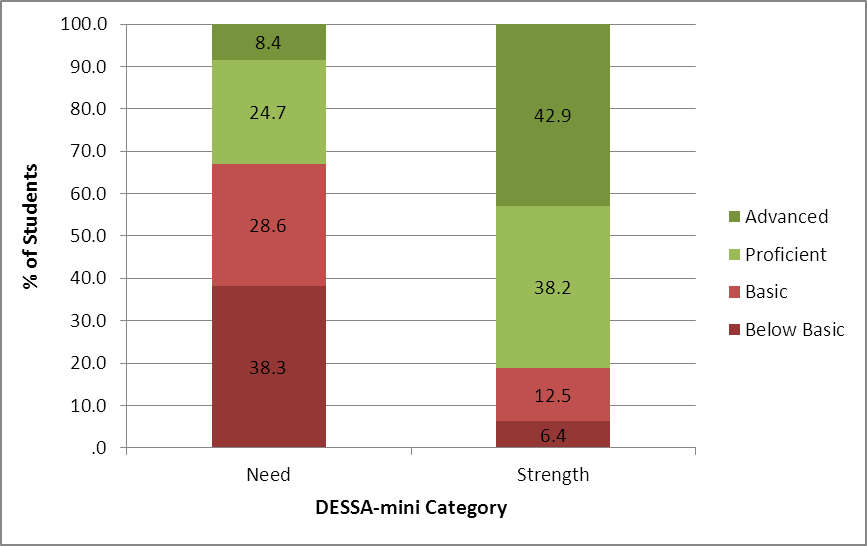 100.0
90.0
80.0
70.0
60.0
50.0
40.0
30.0
20.0
10.0
.0
% of Students
8.4
24.7
28.6
38.3
42.9
38.2
12.5
6.4
Need
Strength
DESSA-mini Category
Advanced
Proficient
Basic
Below Basic